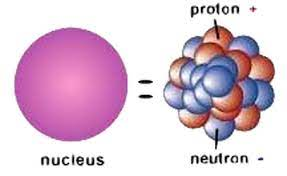 proton +
=
nucleus
neutron -